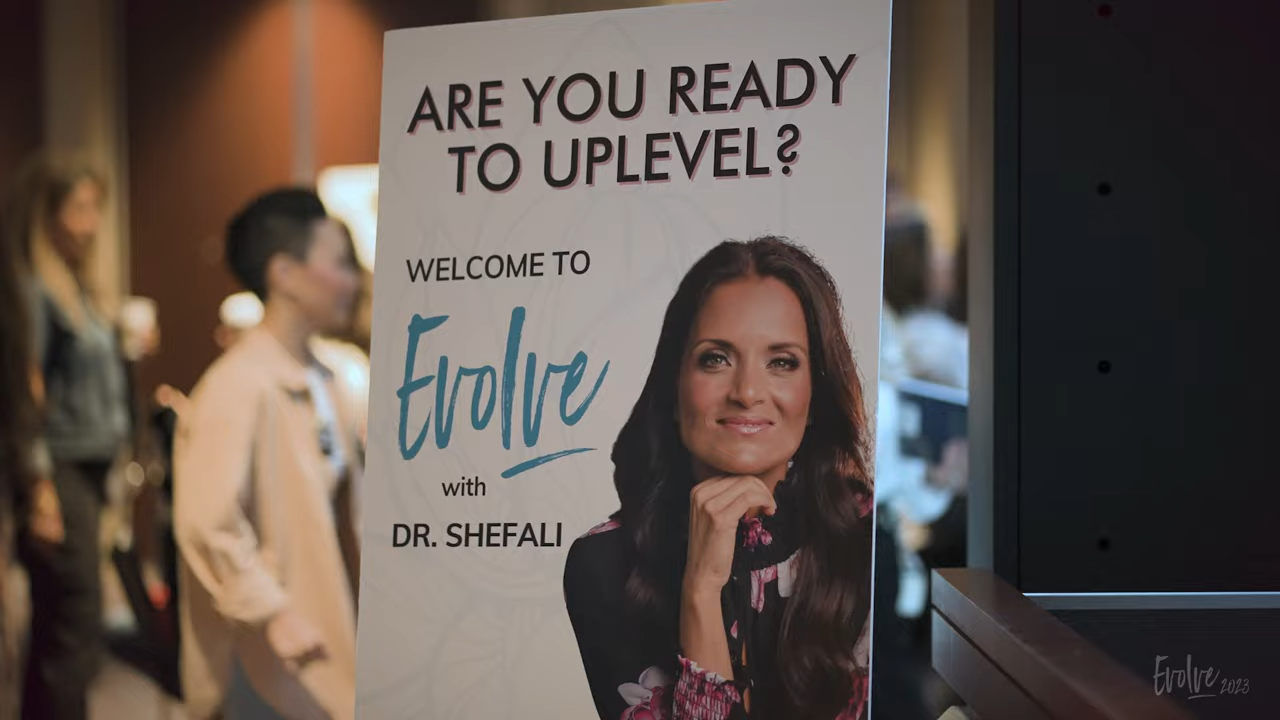 ARE YOU READY
TO UPLEVEL?
WELCOME TO
Evolve
with
DR. SHEFALI
Evolve 2023